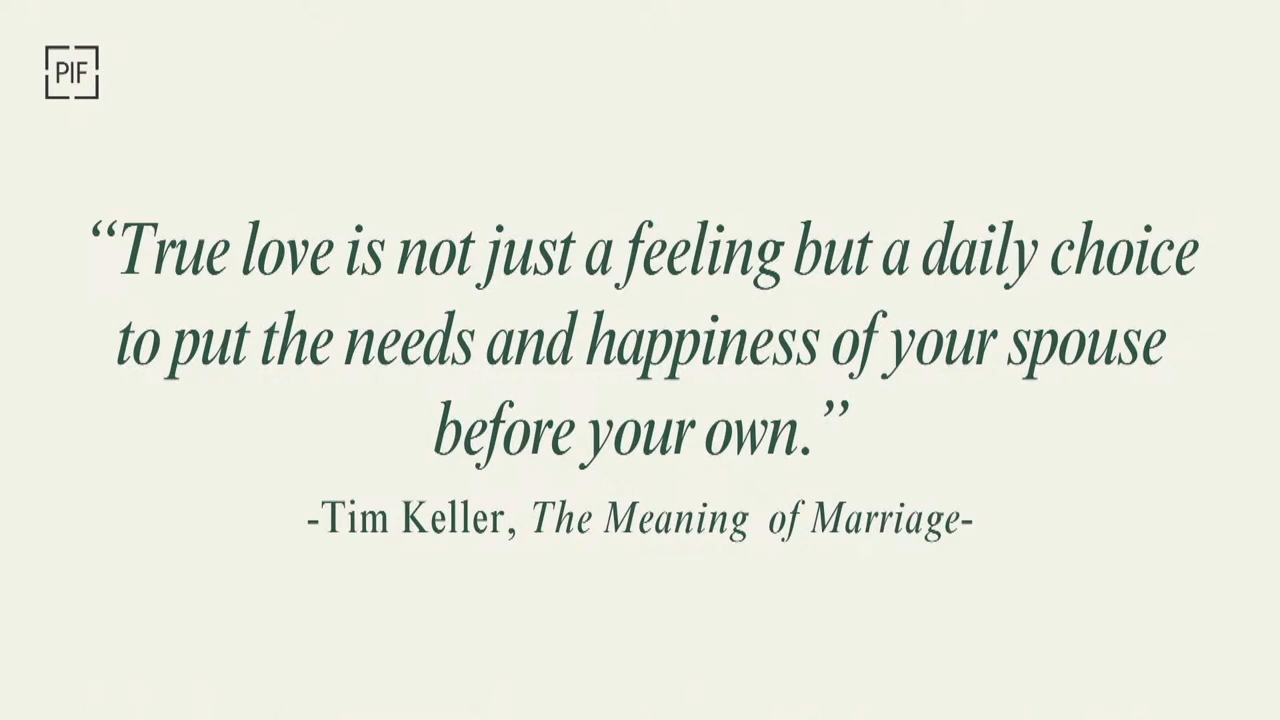 PIF
“True love is not just a feeling but a daily choice
to put the needs and happiness of your spouse
before your own.”
-Tim Keller, The Meaning of Marriage-